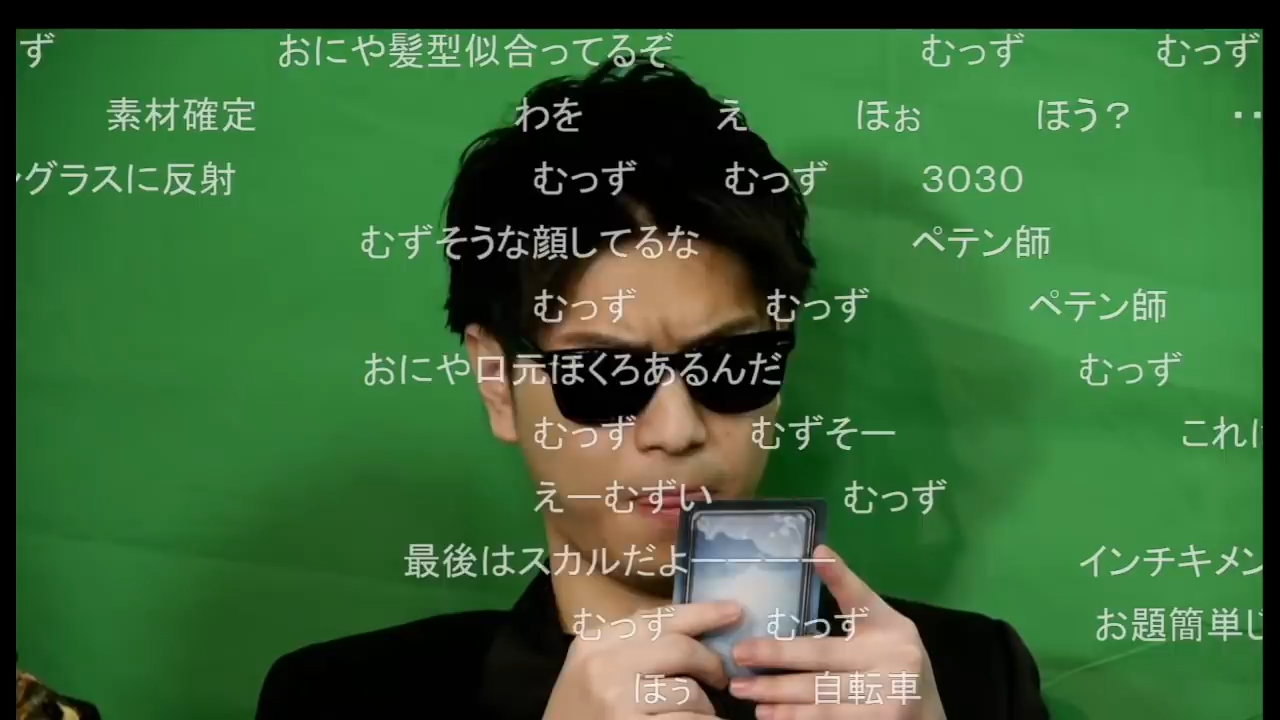 ず おにや髪型似合ってるぞ むっず むっず
素材確定 わを え ほぉ ほう？ ‥
グラスに反射 むっず むっず 3030
むずそうな顔してるな ペテン師
むっず むっず ペテン師
おにや口元ほくろあるんだ むっず
むっず むずそー これ
えーむずい むっず
最後はスカルだよーーーー インチキメン
むっず むっず お題簡単
ほぅ 自転車